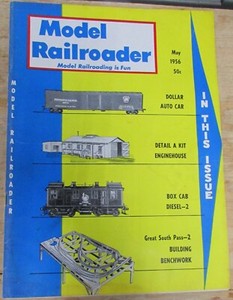 Model
Railroader
Model Railroading is Fun
May
1956
50¢
MODEL RAILROADER
IN THIS ISSUE
DOLLAR
AUTO CAR
DETAIL A KIT
ENGINEHOUSE
BOX CAB
DIESEL—2
Great South Pass—2
BUILDING
BENCHWORK